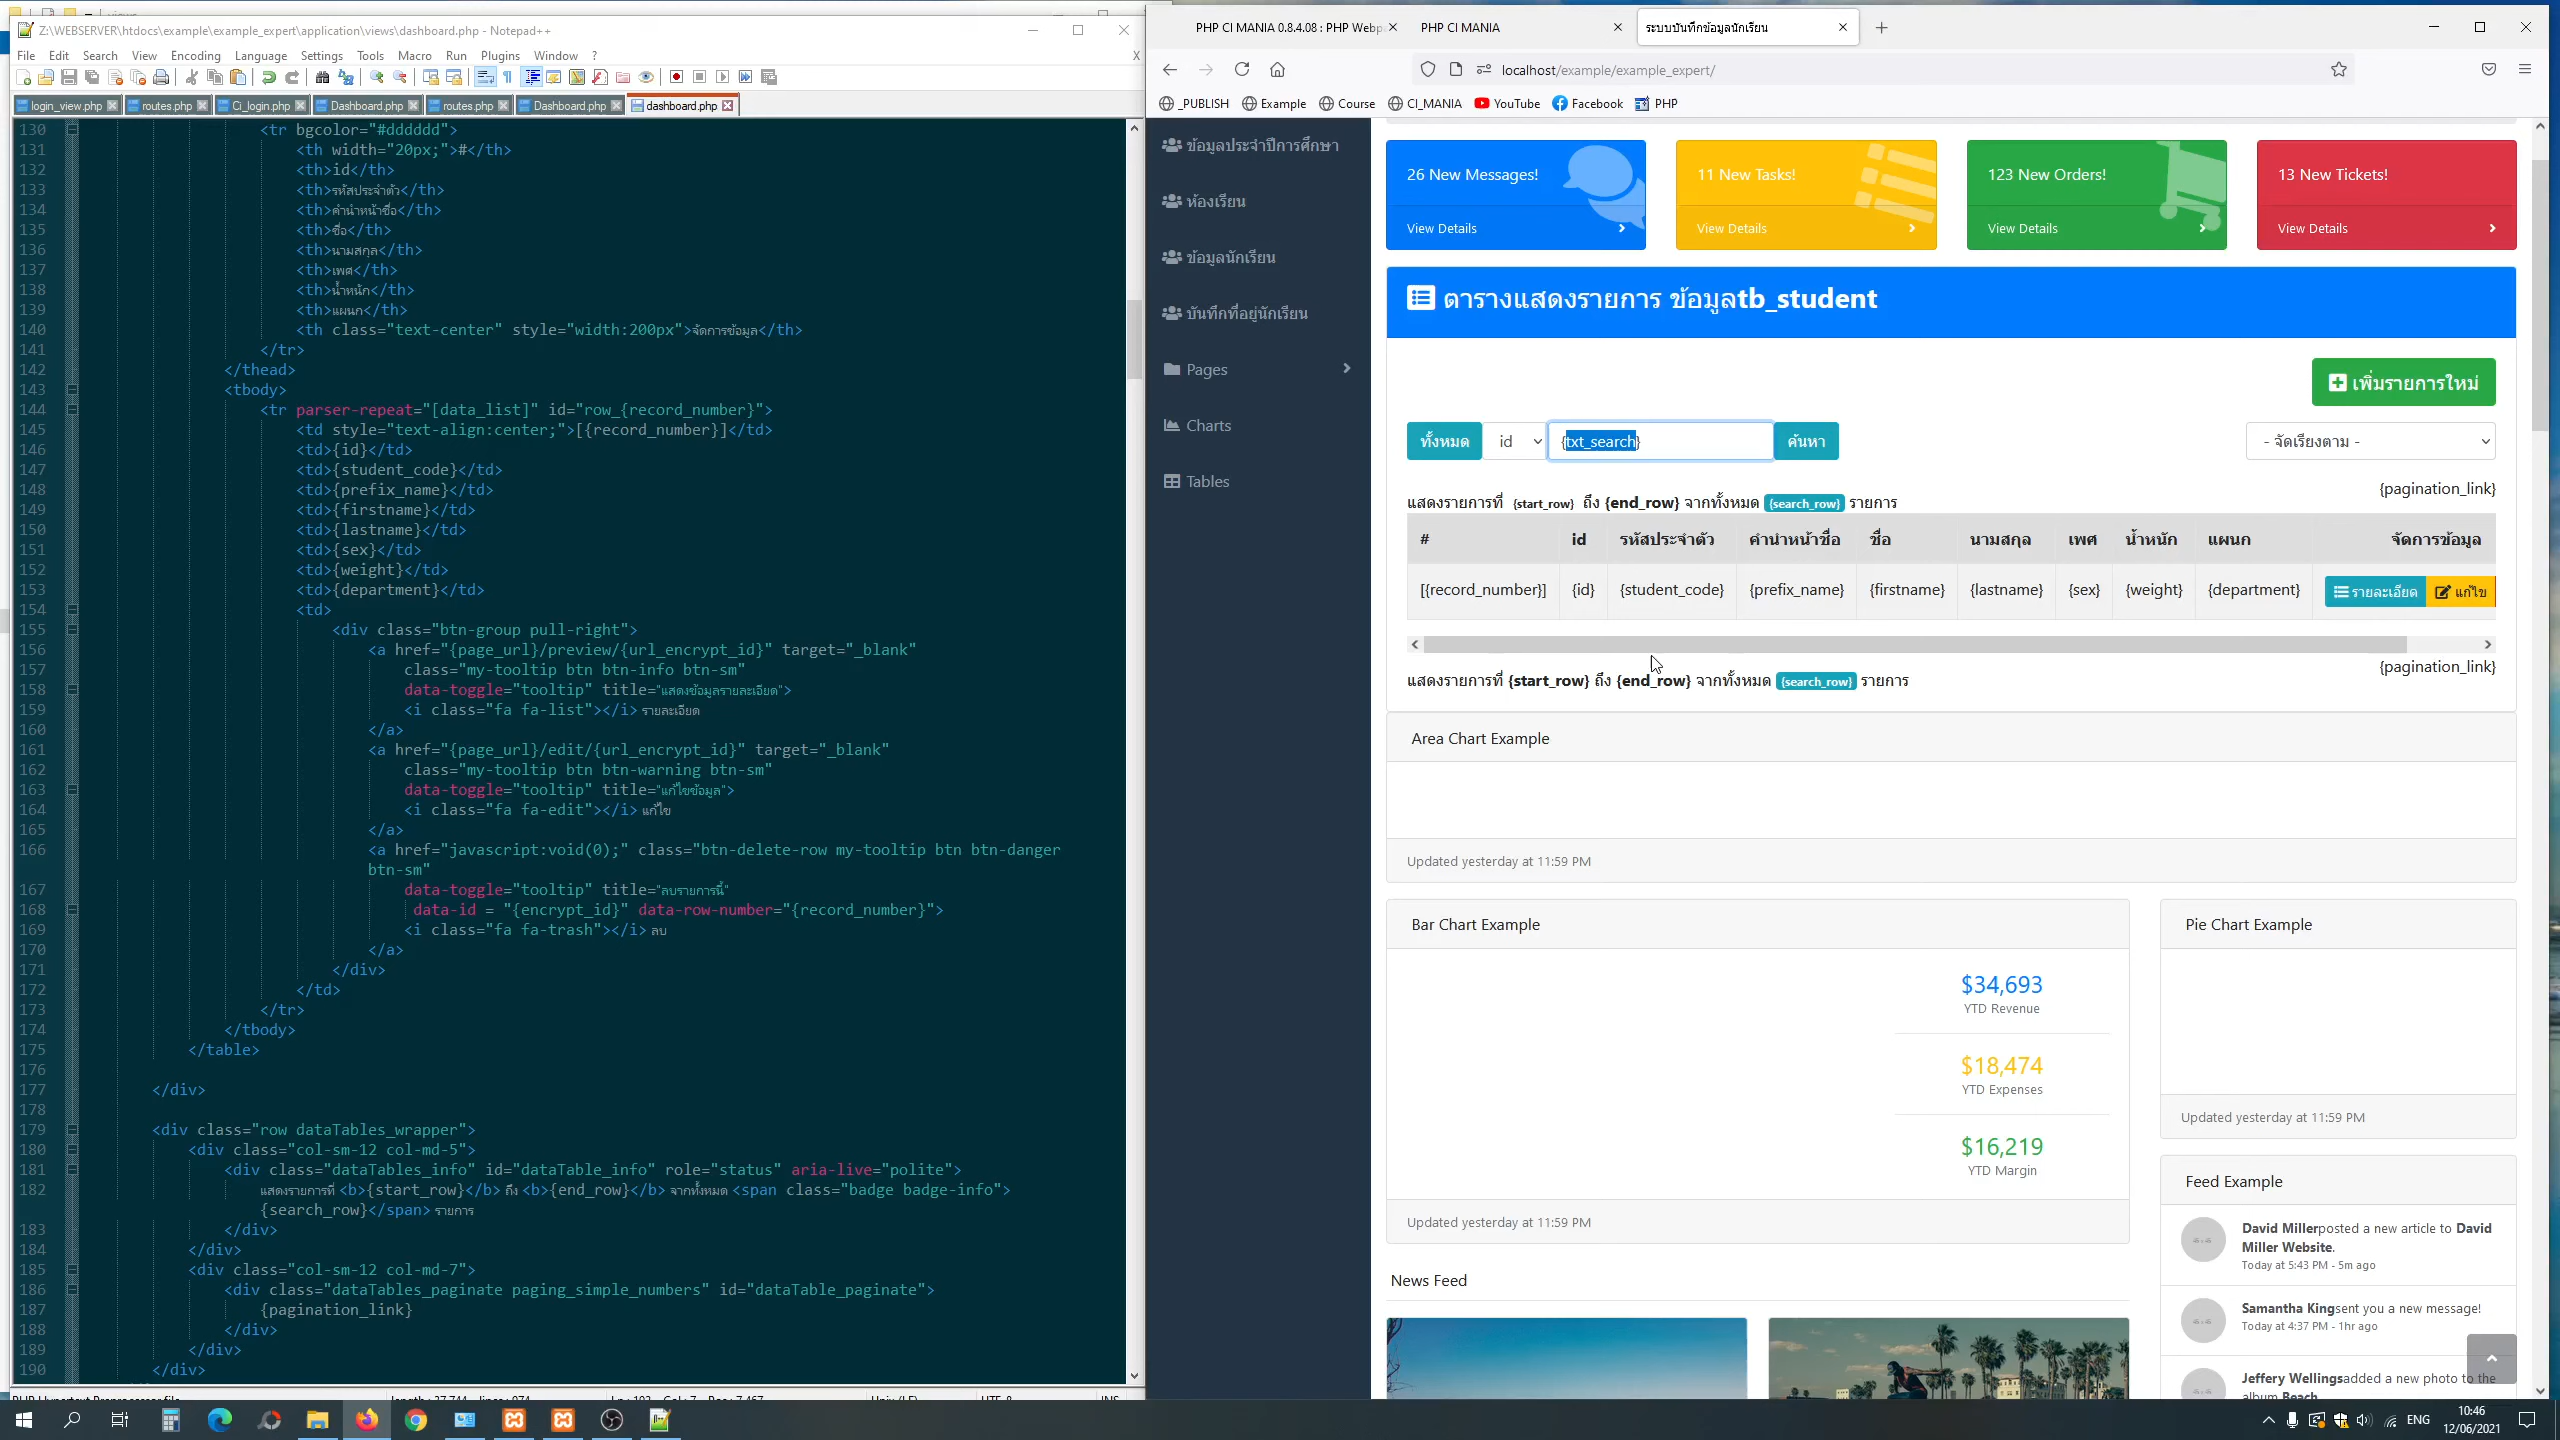 Z:\WEBSERVER\htdocs\example\example_expert\application\views\dashboard.php - Notepad++
File Edit Search View Encoding Language Settings Tools Macro Run Plugins Window ?
login_view.php routes.php Ci_login.php Dashboard.php routes.php Dashboard.php dashboard.php
130 <tr bgcolor="#dddddd">
131 <th width="20px;">#</th>
132 <th>id</th>
133 <th>รหัสประจำตัว</th>
134 <th>คำนำหน้าชื่อ</th>
135 <th>ชื่อ</th>
136 <th>นามสกุล</th>
137 <th>เพศ</th>
138 <th>น้ำหนัก</th>
139 <th>แผนก</th>
140 <th class="text-center" style="width:200px">จัดการข้อมูล</th>
141 </tr>
142 </thead>
143 <tbody>
144 <tr parser-repeat="[data_list]" id="row_{record_number}">
145 <td style="text-align:center;">[{record_number}]</td>
146 <td>{id}</td>
147 <td>{student_code}</td>
148 <td>{prefix_name}</td>
149 <td>{firstname}</td>
150 <td>{lastname}</td>
151 <td>{sex}</td>
152 <td>{weight}</td>
153 <td>{department}</td>
154 <td>
155 <div class="btn-group pull-right">
156 <a href="{page_url}/preview/{url_encrypt_id}" target="_blank"
157 class="my-tooltip btn btn-info btn-sm"
158 data-toggle="tooltip" title="แสดงข้อมูลรายละเอียด">
159 <i class="fa fa-list"></i> รายละเอียด
160 </a>
161 <a href="{page_url}/edit/{url_encrypt_id}" target="_blank"
162 class="my-tooltip btn btn-warning btn-sm"
163 data-toggle="tooltip" title="แก้ไขข้อมูล">
164 <i class="fa fa-edit"></i> แก้ไข
165 </a>
166 <a href="javascript:void(0);" class="btn-delete-row my-tooltip btn btn-danger
btn-sm"
167 data-toggle="tooltip" title="ลบรายการนี้"
168 data-id = "{encrypt_id}" data-row-number="{record_number}">
169 <i class="fa fa-trash"></i> ลบ
170 </a>
171 </div>
172 </td>
173 </tr>
174 </tbody>
175 </table>
176
177 </div>
178
179 <div class="row dataTables_wrapper">
180 <div class="col-sm-12 col-md-5">
181 <div class="dataTables_info" id="dataTable_info" role="status" aria-live="polite">
182 แสดงรายการที่ <b>{start_row}</b> ถึง <b>{end_row}</b> จากทั้งหมด <span class="badge badge-info">
{search_row}</span> รายการ
183 </div>
184 </div>
185 <div class="col-sm-12 col-md-7">
186 <div class="dataTables_paginate paging_simple_numbers" id="dataTable_paginate">
187 {pagination_link}
188 </div>
189 </div>
190 </div>
PHP CI MANIA 0.8.4.08 : PHP Webp PHP CI MANIA ระบบบันทึกข้อมูลนักเรียน
localhost/example/example_expert/
_PUBLISH Example Course CI_MANIA YouTube Facebook PHP
ข้อมูลประจำปีการศึกษา
ห้องเรียน
ข้อมูลนักเรียน
บันทึกที่อยู่นักเรียน
Pages
Charts
Tables
26 New Messages! 11 New Tasks! 123 New Orders! 13 New Tickets!
View Details View Details View Details View Details
ตารางแสดงรายการ ข้อมูลtb_student
เพิ่มรายการใหม่
ทั้งหมด id {txt_search} ค้นหา - จัดเรียงตาม -
{pagination_link}
แสดงรายการที่ {start_row} ถึง {end_row} จากทั้งหมด {search_row} รายการ
# id รหัสประจำตัว คำนำหน้าชื่อ ชื่อ นามสกุล เพศ น้ำหนัก แผนก จัดการข้อมูล
[{record_number}] {id} {student_code} {prefix_name} {firstname} {lastname} {sex} {weight} {department} รายละเอียด แก้ไข
{pagination_link}
แสดงรายการที่ {start_row} ถึง {end_row} จากทั้งหมด {search_row} รายการ
Area Chart Example
Updated yesterday at 11:59 PM
Bar Chart Example
$34,693
YTD Revenue
$18,474
YTD Expenses
$16,219
YTD Margin
Updated yesterday at 11:59 PM
Pie Chart Example
Updated yesterday at 11:59 PM
Feed Example
David Millerposted a new article to David
Miller Website.
Today at 5:43 PM - 5m ago
Samantha Kingsent you a new message!
Today at 4:37 PM - 1hr ago
Jeffery Wellingsadded a new photo to the
album Beach
News Feed
ENG
10:46
12/06/2021